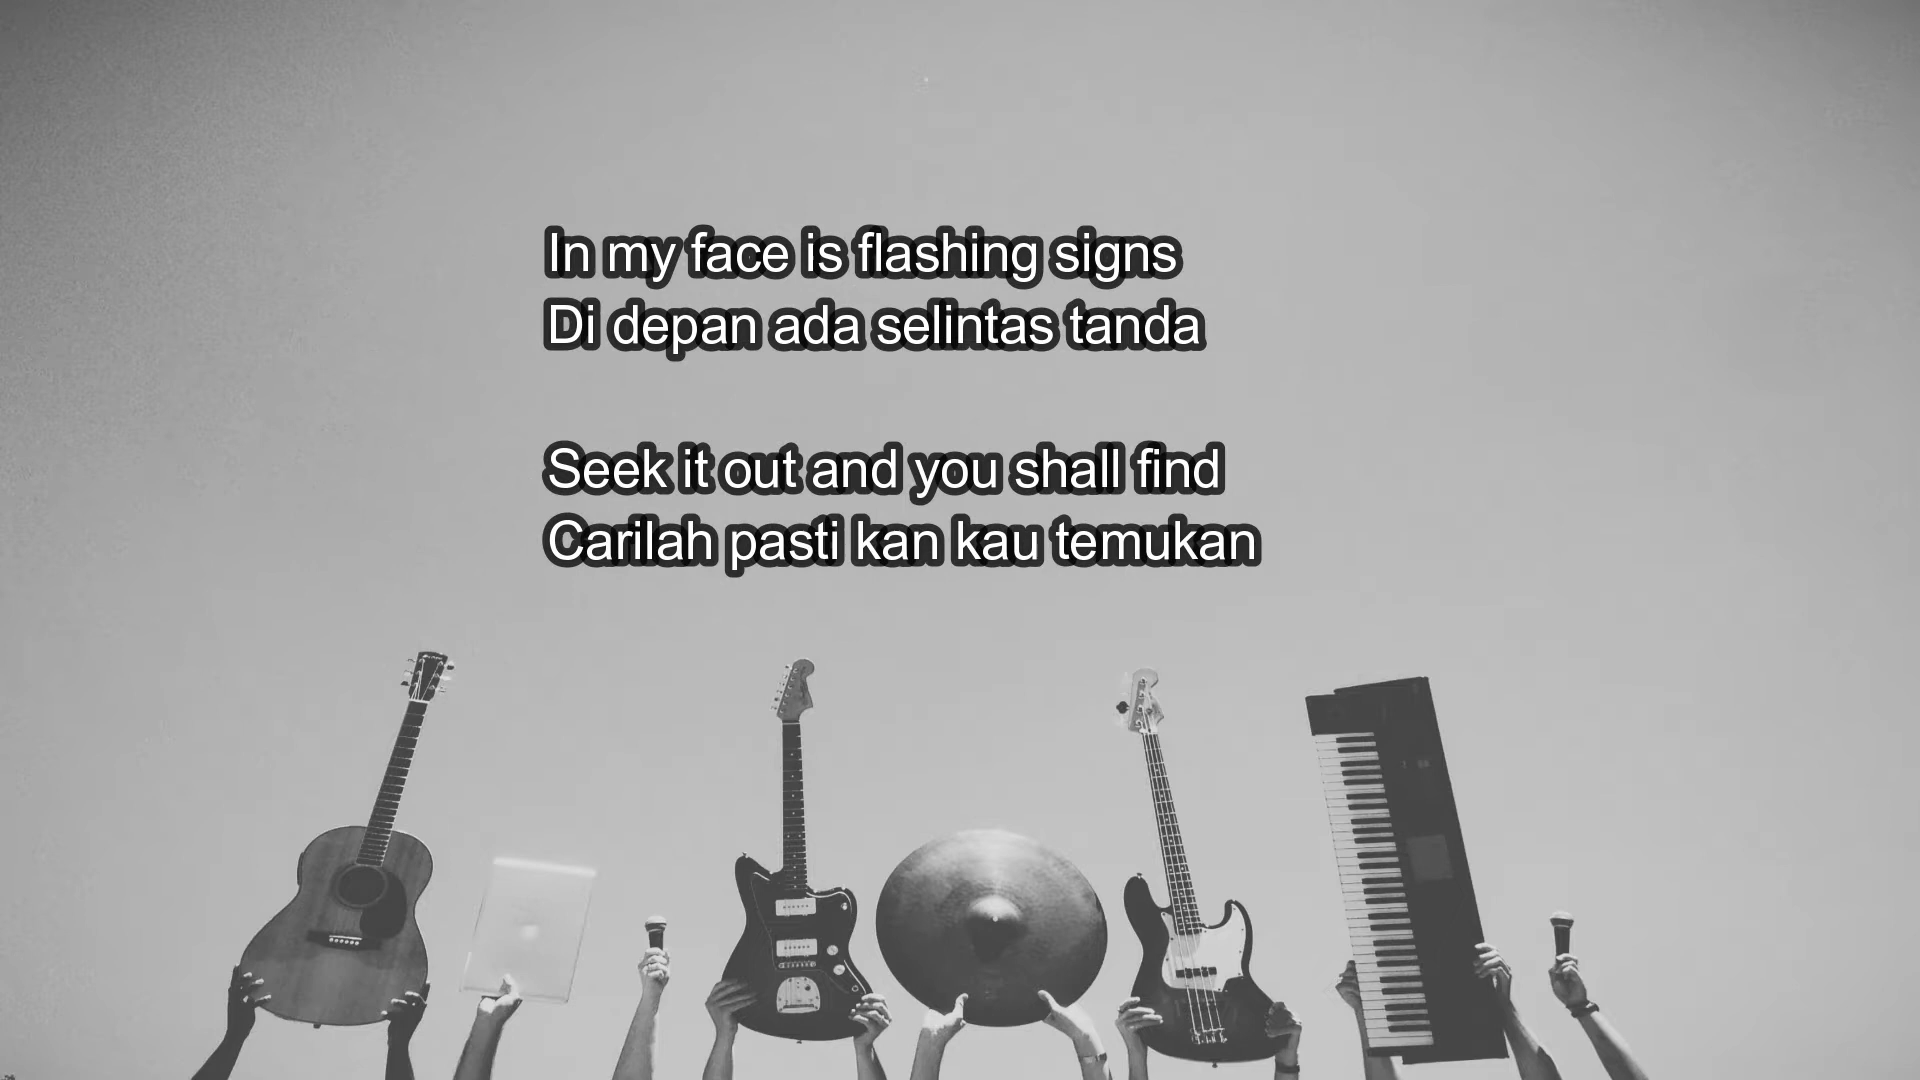 In my face is flashing signs
Di depan ada selintas tanda
Seek it out and you shall find
Carilah pasti kan kau temukan